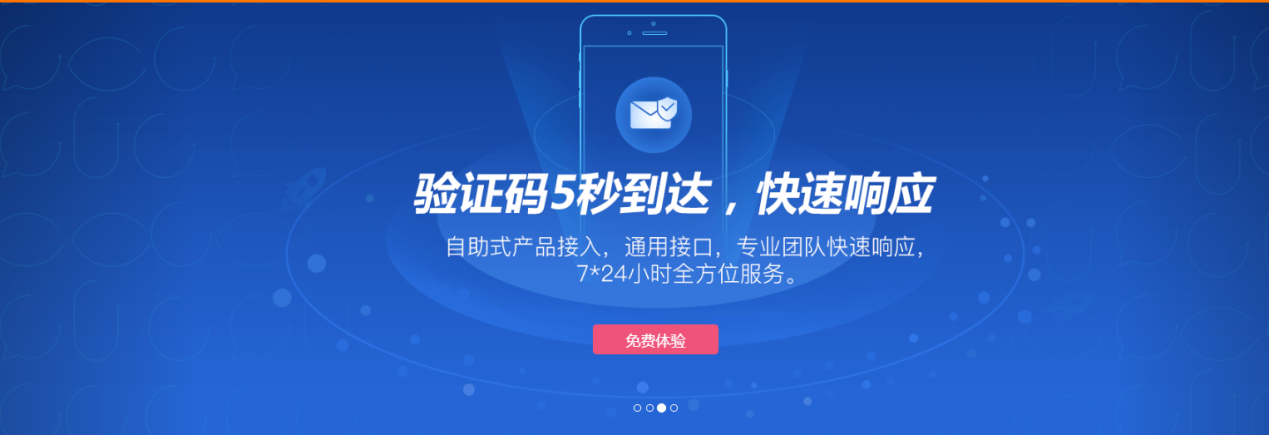 验证码5秒到达，快速响应
自助式产品接入，通用接口，专业团队快速响应，
7*24小时全方位服务。
免费体验